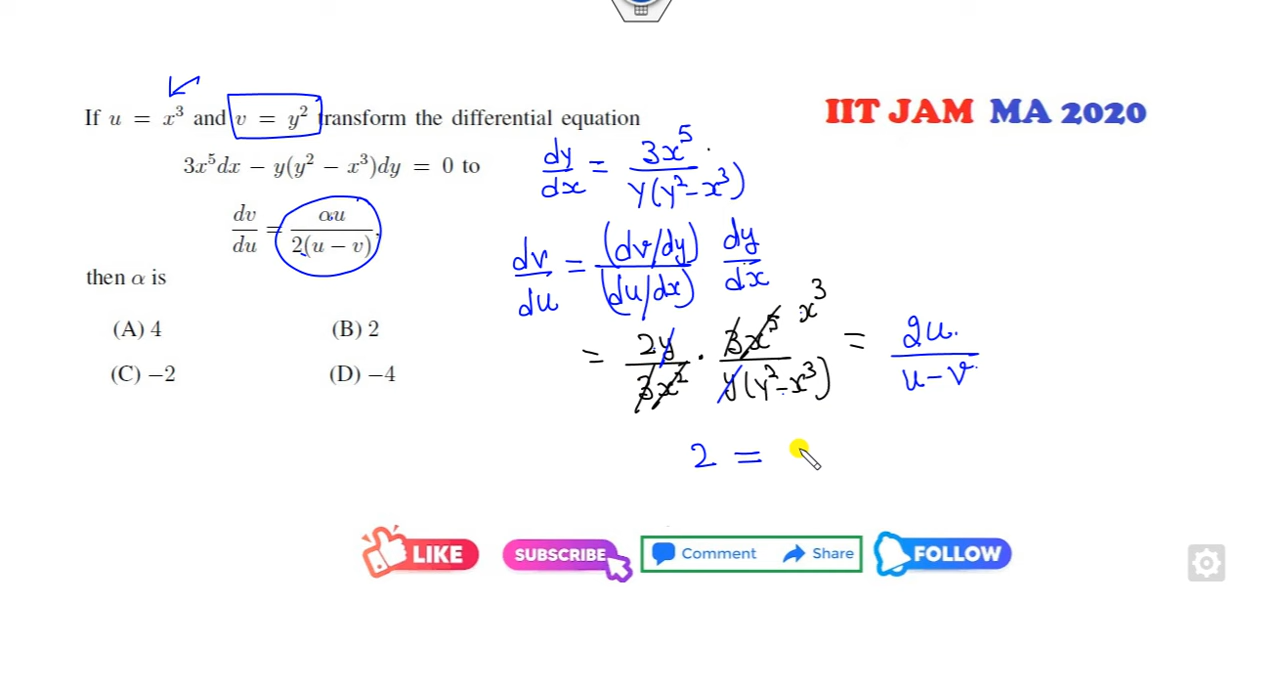 If u = x³ and v = y² transform the differential equation
IIT JAM MA 2020
3x⁵dx − y(y² − x³)dy = 0 to
dv/du = αu/2(u − v)
then α is
(A) 4 (B) 2
(C) −2 (D) −4
dy/dx = 3x⁵/y(y²−x³)
dv/du = (dv/dy)/(du/dx) dy/dx
= 2y/3x² · 3x⁵/y(y²−x³) x³ = 2u/u−v
2 =
LIKE SUBSCRIBE Comment Share FOLLOW